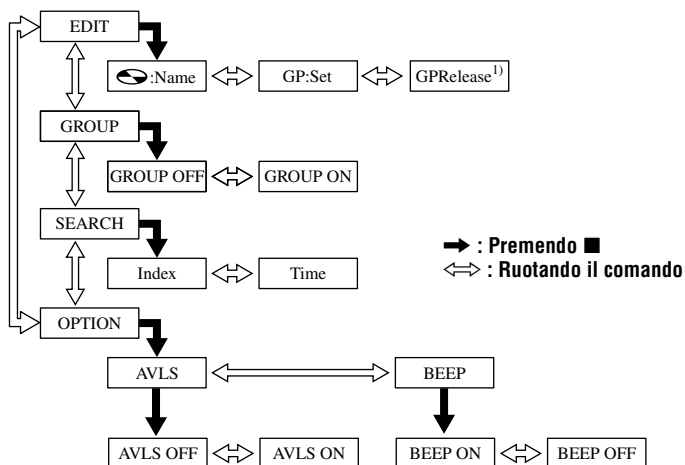 EDIT
:Name GP:Set GPRelease1)
GROUP
GROUP OFF GROUP ON
SEARCH
: Premendo ■
Index Time
: Ruotando il comando
OPTION
AVLS BEEP
AVLS OFF AVLS ON BEEP ON BEEP OFF